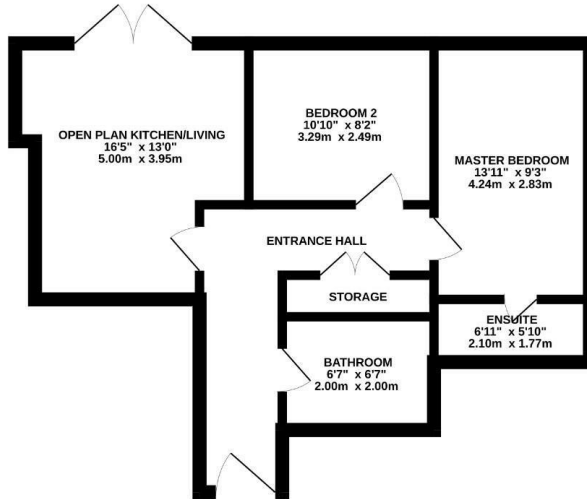 OPEN PLAN KITCHEN/LIVING
16'5" x 13'0"
5.00m x 3.95m
BEDROOM 2
10'10" x 8'2"
3.29m x 2.49m
MASTER BEDROOM
13'11" x 9'3"
4.24m x 2.83m
ENTRANCE HALL
STORAGE
ENSUITE
6'11" x 5'10"
2.10m x 1.77m
BATHROOM
6'7" x 6'7"
2.00m x 2.00m